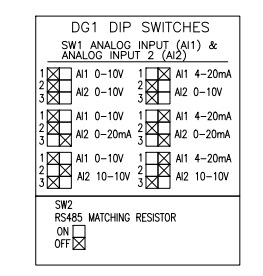 DG1 DIP SWITCHES
SW1 ANALOG INPUT (AI1) &
ANALOG INPUT 2 (AI2)
1 AI1 0-10V
2
3 AI2 0-10V
1 AI1 4-20mA
2
3 AI2 0-10V
1 AI1 0-10V
2
3 AI2 0-20mA
1 AI1 4-20mA
2
3 AI2 0-20mA
1 AI1 0-10V
2
3 AI2 10-10V
1 AI1 4-20mA
2
3 AI2 10-10V
SW2
RS485 MATCHING RESISTOR
ON
OFF